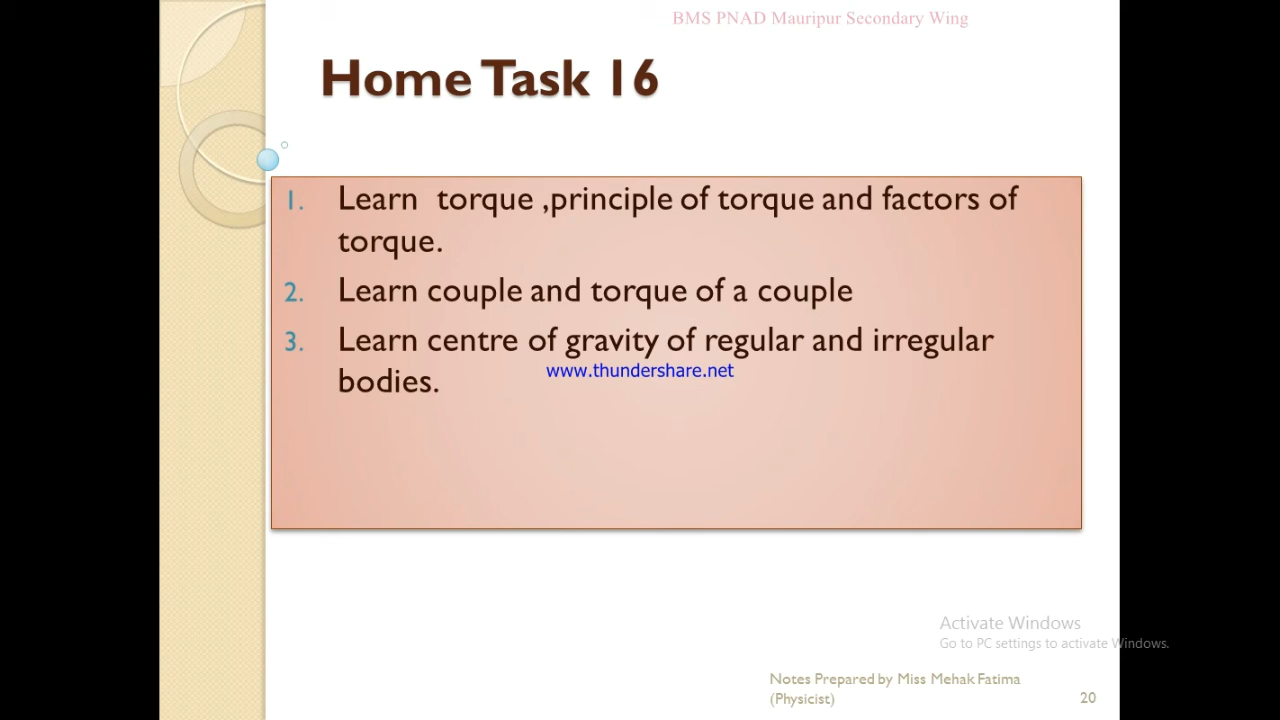 BMS PNAD Mauripur Secondary Wing
Home Task 16
1. Learn  torque ,principle of torque and factors of
torque.
2. Learn couple and torque of a couple
3. Learn centre of gravity of regular and irregular
www.thundershare.net
bodies.
Activate Windows
Go to PC settings to activate Windows.
Notes Prepared by Miss Mehak Fatima
(Physicist)
20